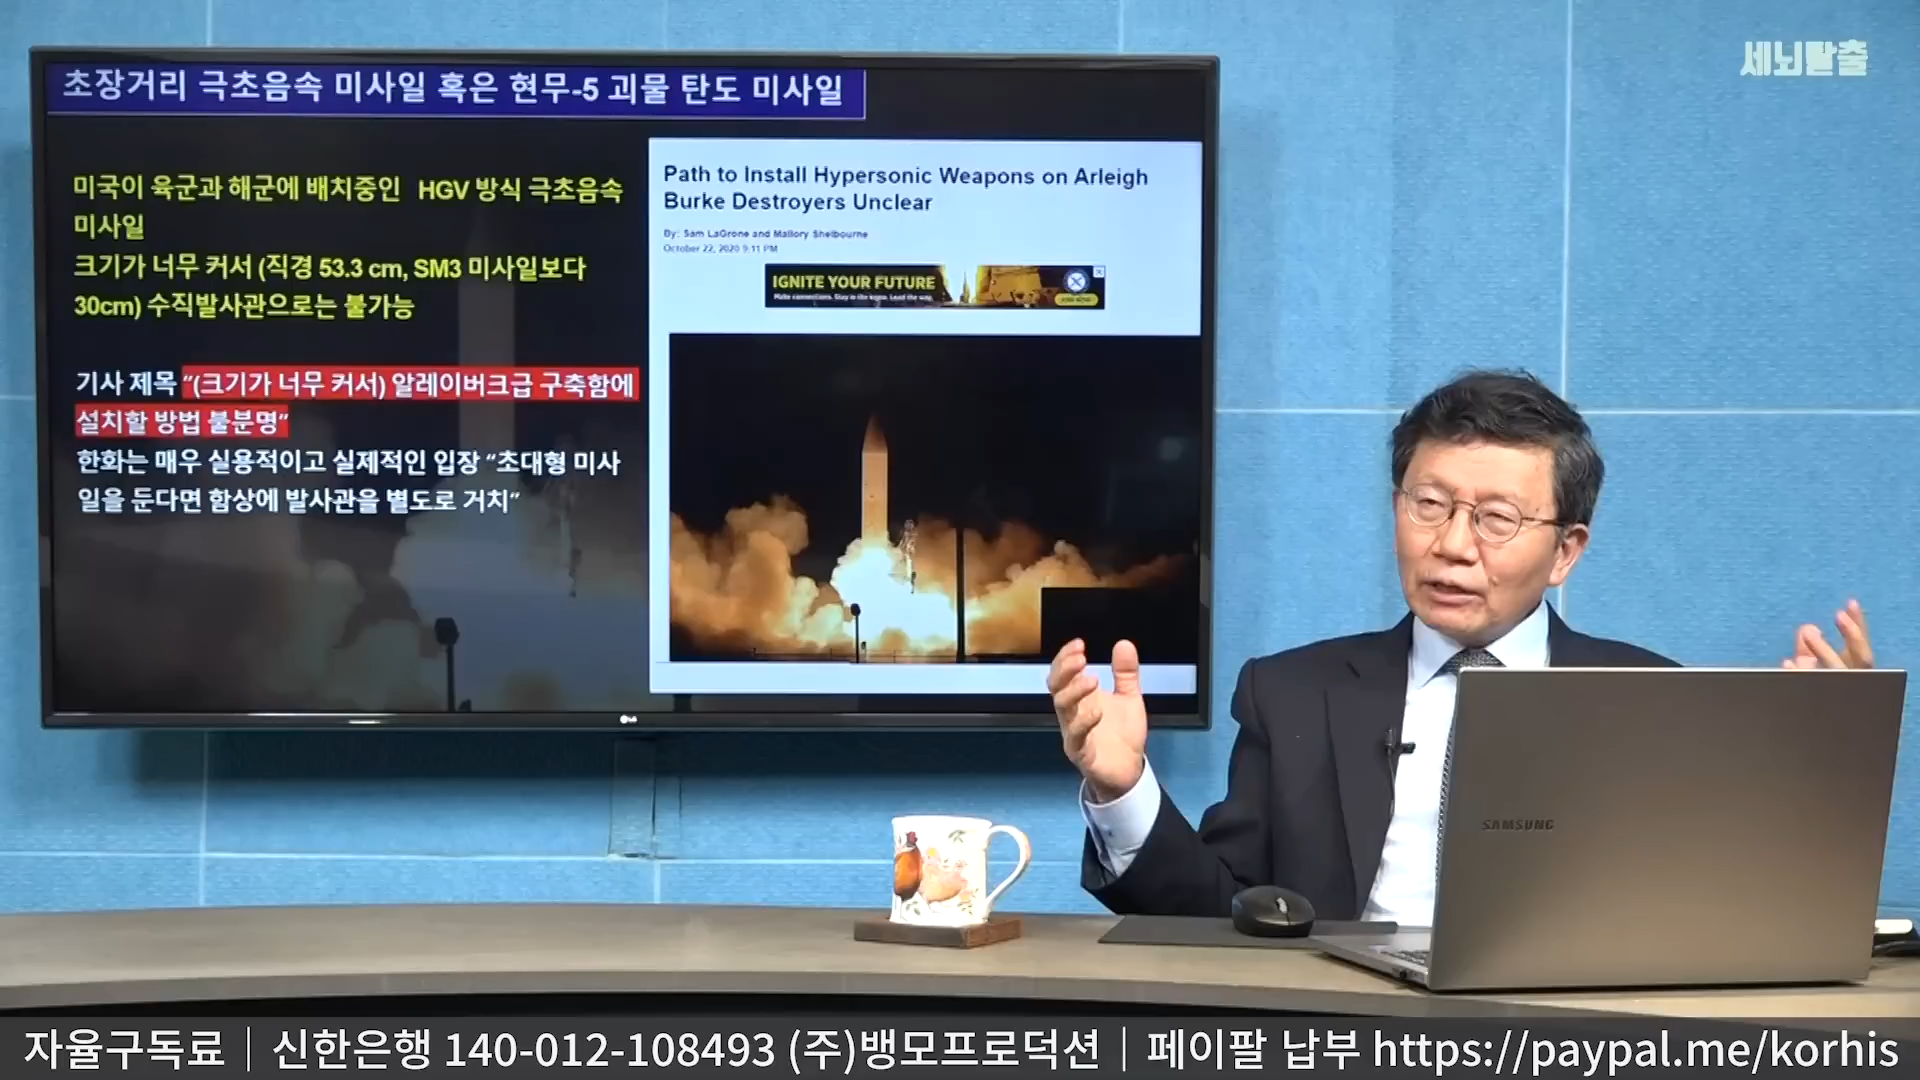 세뇌탈출
초장거리 극초음속 미사일 혹은 현무-5 괴물 탄도 미사일
미국이 육군과 해군에 배치중인 HGV 방식 극초음속
미사일
크기가 너무 커서 (직경 53.3 cm, SM3 미사일보다
30cm) 수직발사관으로는 불가능
기사 제목 “(크기가 너무 커서) 알레이버크급 구축함에
설치할 방법 불분명”
한화는 매우 실용적이고 실제적인 입장 “초대형 미사
일을 둔다면 함상에 발사관을 별도로 거치”
Path to Install Hypersonic Weapons on Arleigh
Burke Destroyers Unclear
By: Sam LaGrone and Mallory Shelbourne
October 22, 2020 9:11 PM
IGNITE YOUR FUTURE
LG
SAMSUNG
자율구독료｜신한은행 140-012-108493 (주)뱅모프로덕션｜페이팔 납부 https://paypal.me/korhis